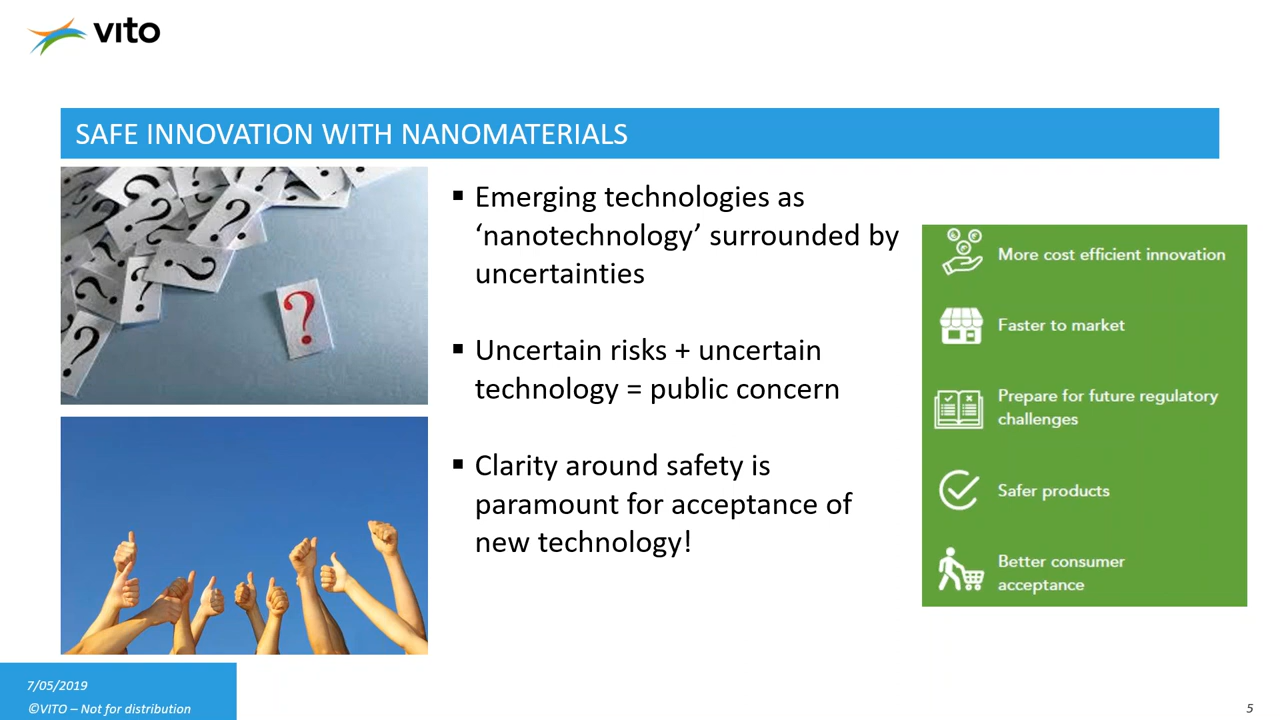 vito
SAFE INNOVATION WITH NANOMATERIALS
▪ Emerging technologies as
‘nanotechnology’ surrounded by
uncertainties
▪ Uncertain risks + uncertain
technology = public concern
▪ Clarity around safety is
paramount for acceptance of
new technology!
More cost efficient innovation
Faster to market
Prepare for future regulatory
challenges
Safer products
Better consumer
acceptance
7/05/2019
©VITO – Not for distribution
5